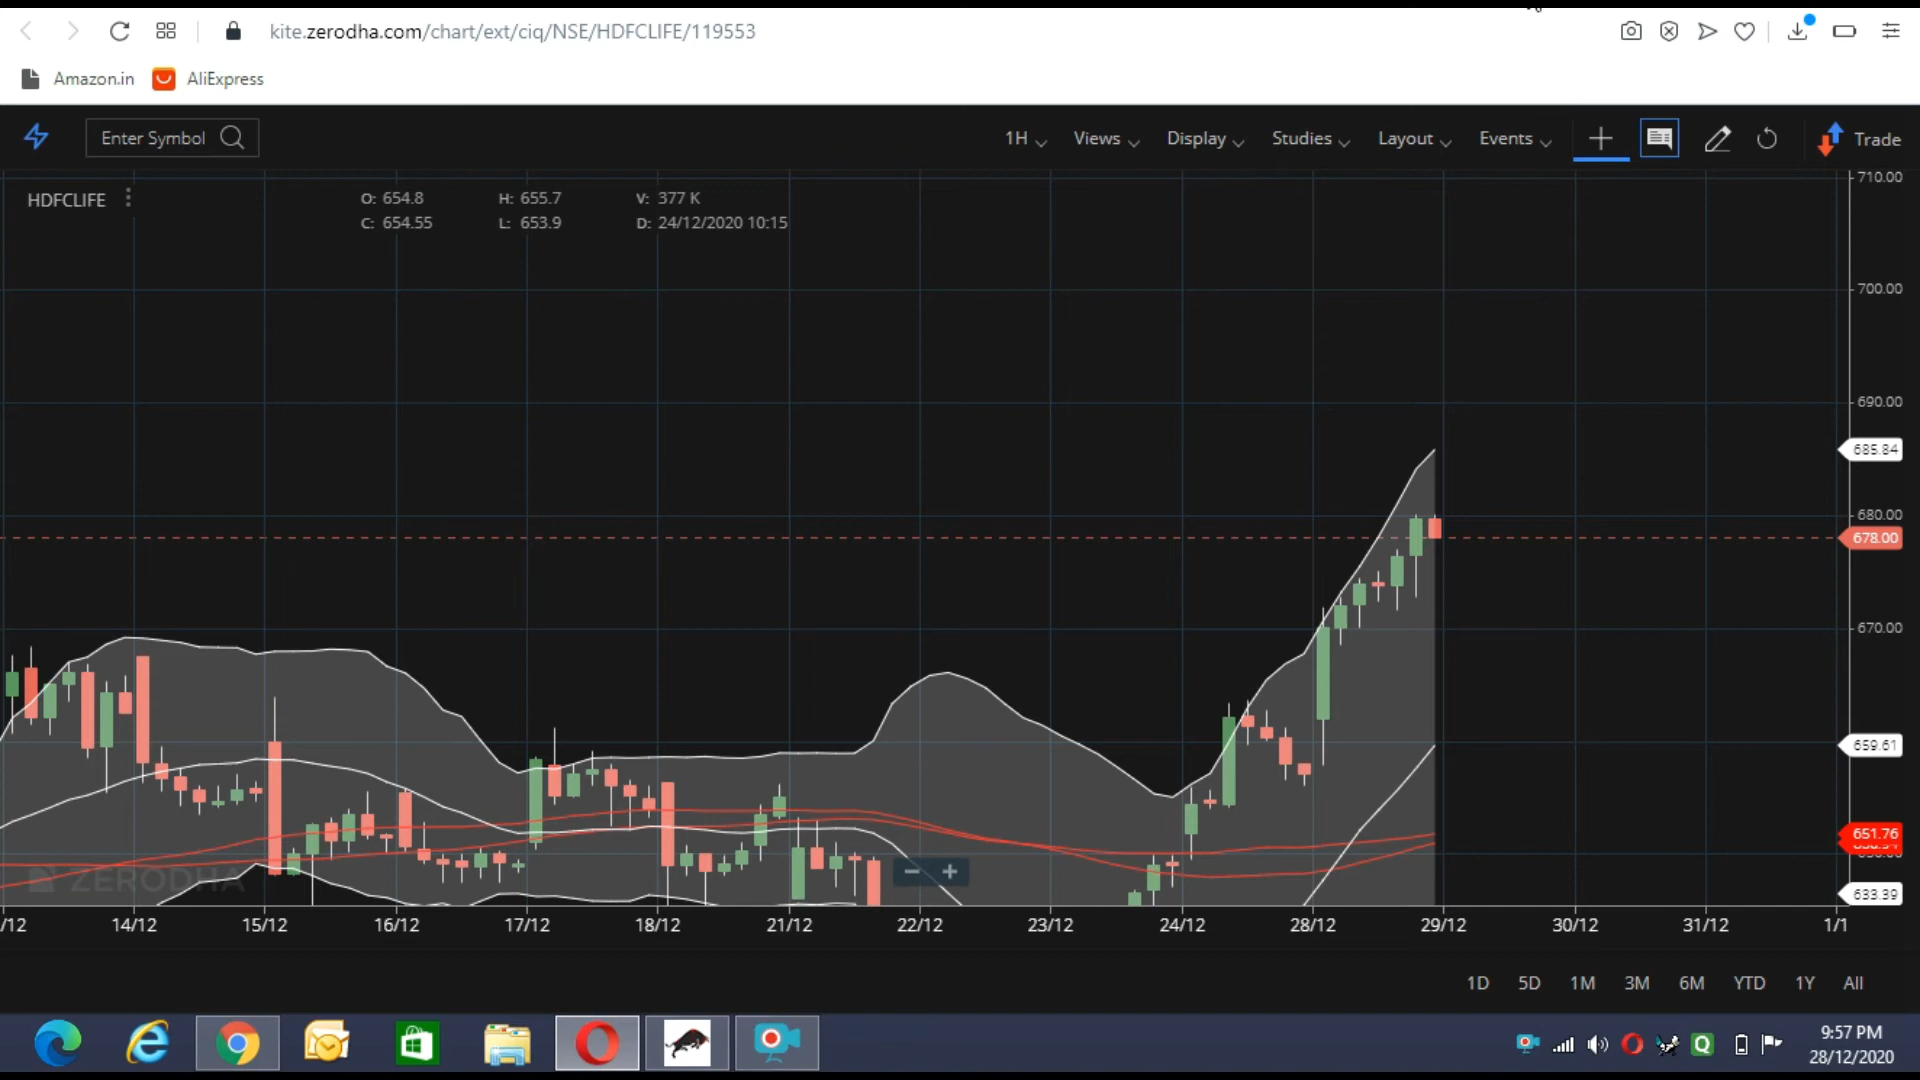 kite.zerodha.com/chart/ext/ciq/NSE/HDFCLIFE/119553
Amazon.in AliExpress
Enter Symbol 1H Views Display Studies Layout Events Trade
HDFCLIFE
O: 654.8 H: 655.7 V: 377 K
C: 654.55 L: 653.9 D: 24/12/2020 10:15
710.00
700.00
690.00
685.84
680.00
678.00
670.00
659.61
651.76
633.39
ZERODHA
/12 14/12 15/12 16/12 17/12 18/12 21/12 22/12 23/12 24/12 28/12 29/12 30/12 31/12 1/1
1D 5D 1M 3M 6M YTD 1Y All
9:57 PM
28/12/2020